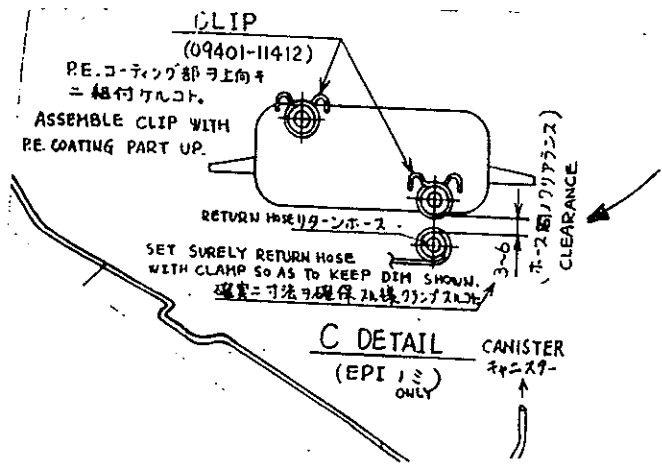 CLIP
(09401-11412)
P.E.コーティング部ヲ上向キ
ニ組付ケルコト。
ASSEMBLE CLIP WITH
P.E. COATING PART UP.
RETURN HOSEリターンホース
SET SURELY RETURN HOSE
WITH CLAMP SO AS TO KEEP DIM SHOWN.
確実ニ寸法ヲ確保スル様クランプスルコト
3~6
(ホース間ノクリアランス)
CLEARANCE
C DETAIL
(EPI ノミ)
ONLY
CANISTER
キャニスター